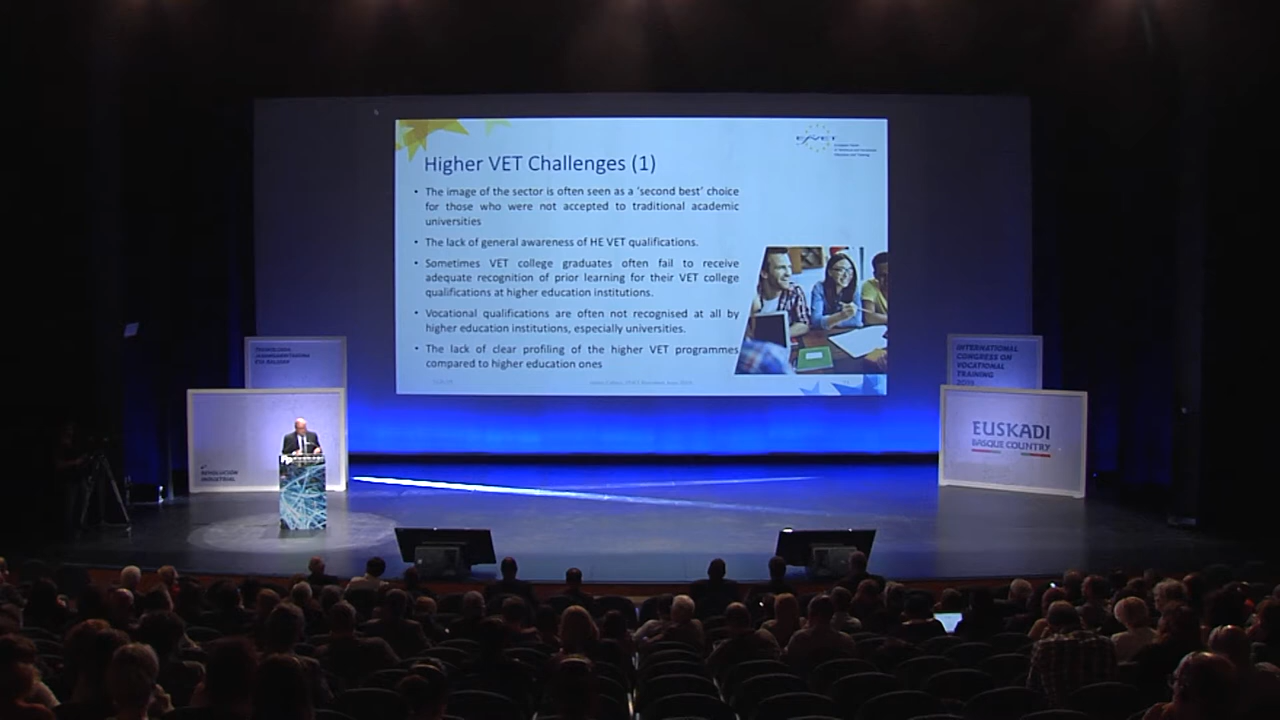 EfVET
Higher VET Challenges (1)
• The image of the sector is often seen as a 'second best' choice
for those who were not accepted to traditional academic
universities
• The lack of general awareness of HE VET qualifications.
• Sometimes VET college graduates often fail to receive
adequate recognition of prior learning for their VET college
qualifications at higher education institutions.
• Vocational qualifications are often not recognised at all by
higher education institutions, especially universities.
• The lack of clear profiling of the higher VET programmes
compared to higher education ones
INTERNATIONAL
CONGRESS ON
VOCATIONAL
TRAINING
2019
EUSKADI
BASQUE COUNTRY
REVOLUCIÓN
INDUSTRIAL